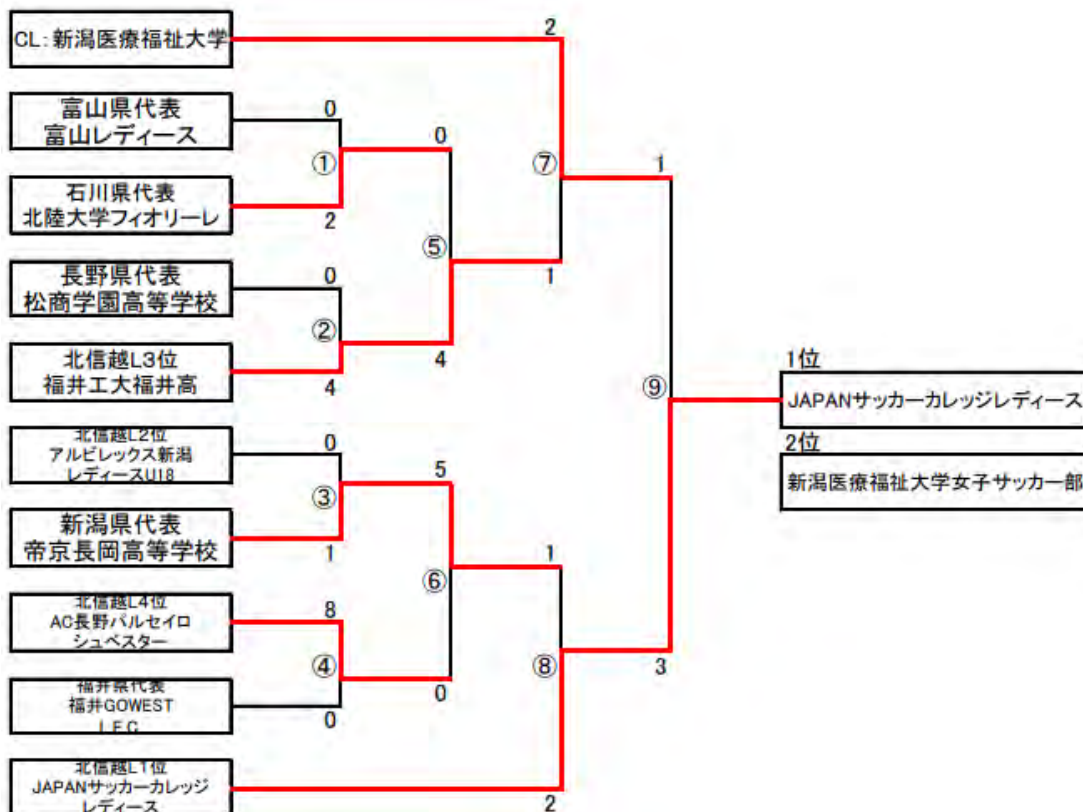 CL:新潟医療福祉大学
2
富山県代表
富山レディース
0
0
①
⑦
1
石川県代表
北陸大学フィオリーレ
2
⑤
長野県代表
松商学園高等学校
0
1
②
北信越L3位
福井工大福井高
4
4
⑨
1位
JAPANサッカーカレッジレディース
2位
新潟医療福祉大学女子サッカー部
北信越L2位
アルビレックス新潟
レディースU18
0
5
③
新潟県代表
帝京長岡高等学校
1
1
⑥
北信越L4位
AC長野パルセイロ
シュベスター
8
④
0
⑧
3
福井県代表
福井GOWEST
L.F.C
0
北信越L1位
JAPANサッカーカレッジ
レディース
2